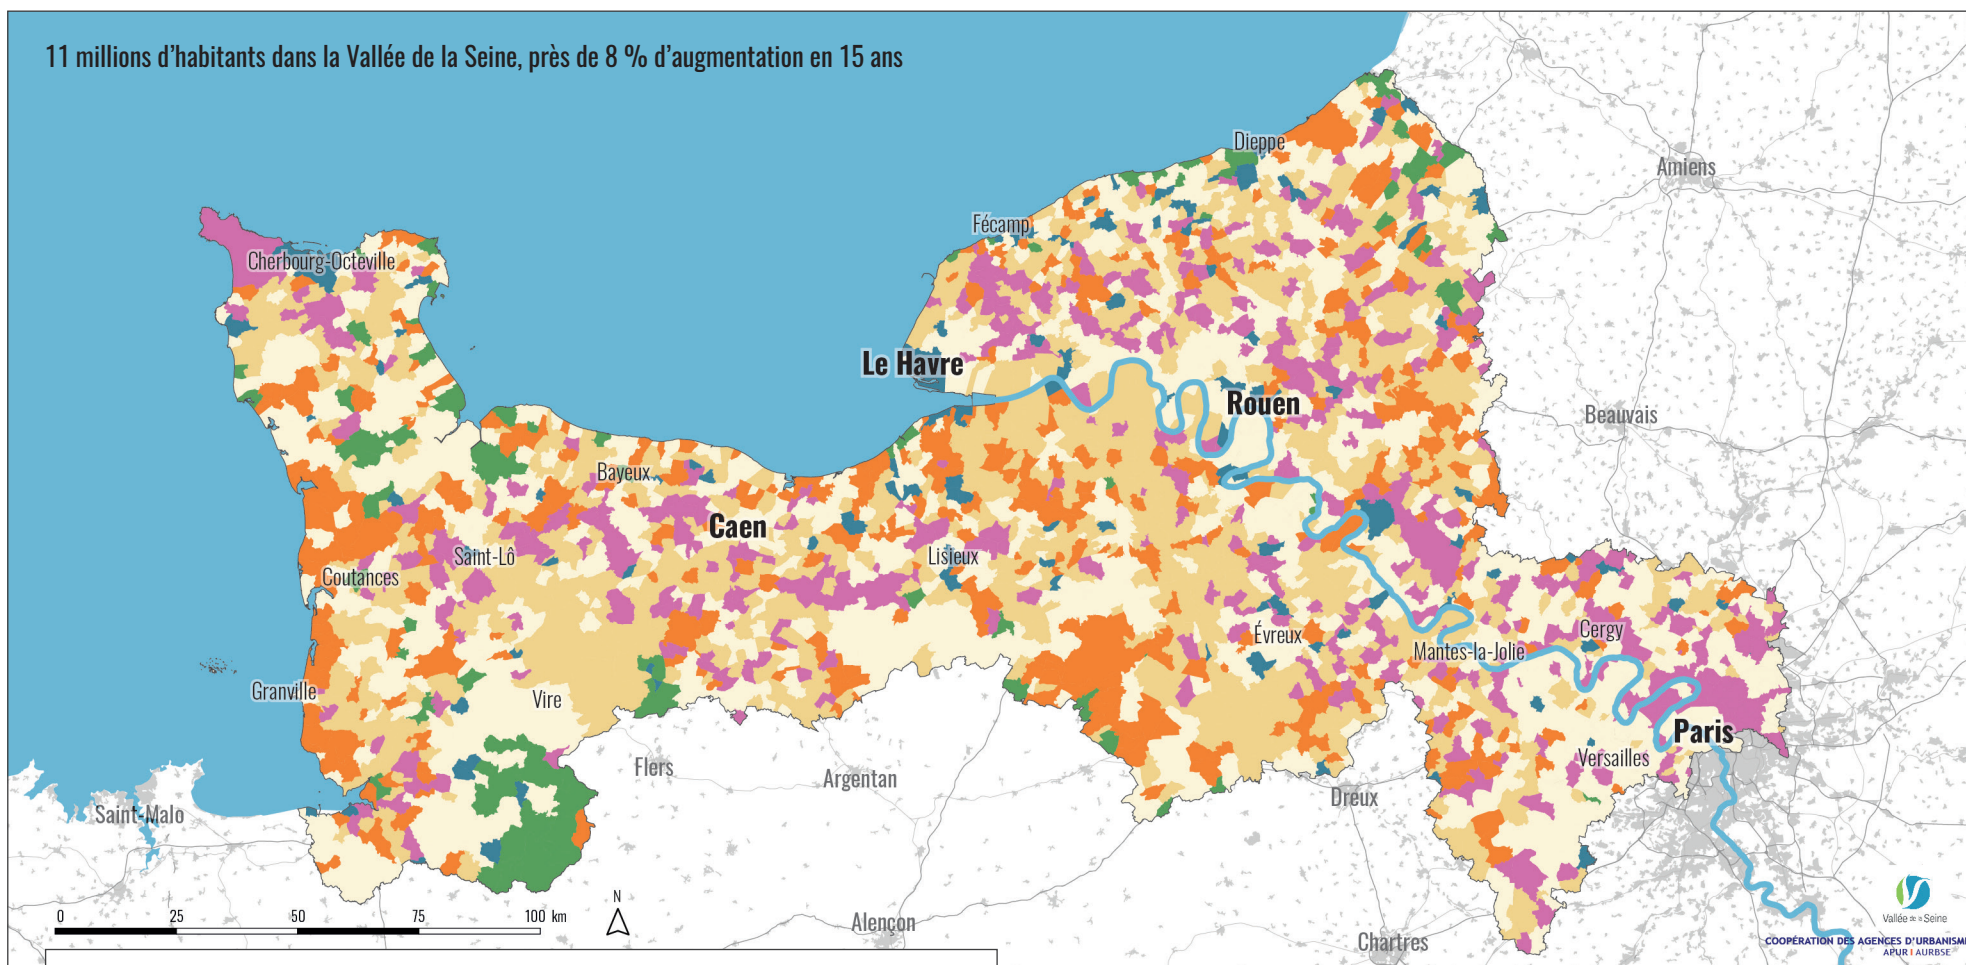 11 millions d'habitants dans la Vallée de la Seine, près de 8 % d'augmentation en 15 ans
Dieppe
Amiens
Fécamp
Cherbourg-Octeville
Le Havre
Rouen
Beauvais
Bayeux
Caen
Saint-Lô
Lisieux
Coutances
Évreux
Cergy
Mantes-la-Jolie
Granville
Vire
Paris
Versailles
Flers
Argentan
Dreux
Saint-Malo
0 25 50 75 100 km
N
Alençon
Chartres
Vallée de la Seine
COOPÉRATION DES AGENCES D'URBANISME
APUR I AURBSE